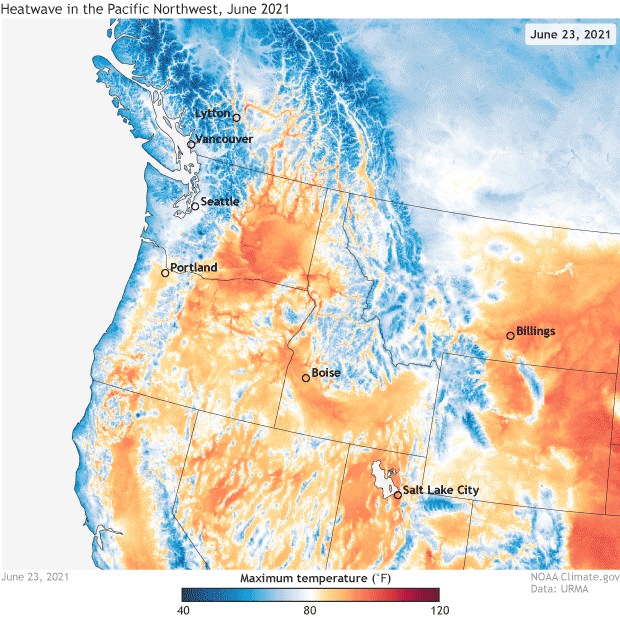 Heatwave in the Pacific Northwest, June 2021
June 23, 2021
Lytton
Vancouver
Seattle
Portland
Billings
Boise
Salt Lake City
June 23, 2021
Maximum temperature (°F)
NOAA Climate.gov
Data: URMA
40 80 120